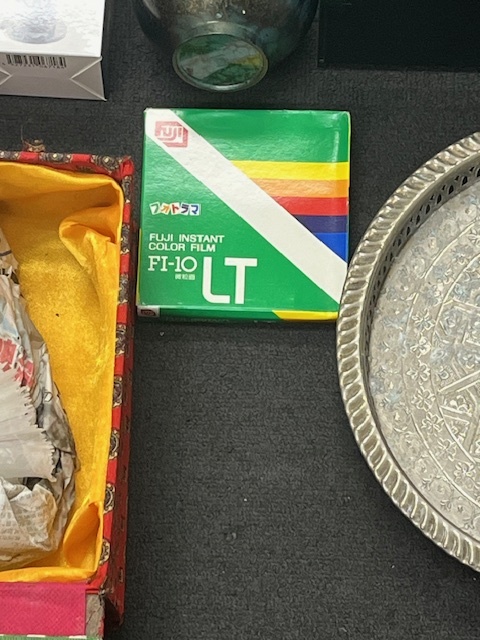 FUJI
フォトラマ
FUJI INSTANT
COLOR FILM
FI-10 LT